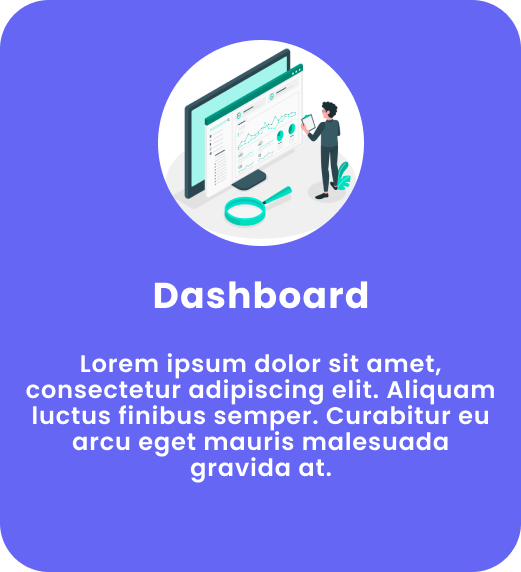 Dashboard
Lorem ipsum dolor sit amet,
consectetur adipiscing elit. Aliquam
luctus finibus semper. Curabitur eu
arcu eget mauris malesuada
gravida at.